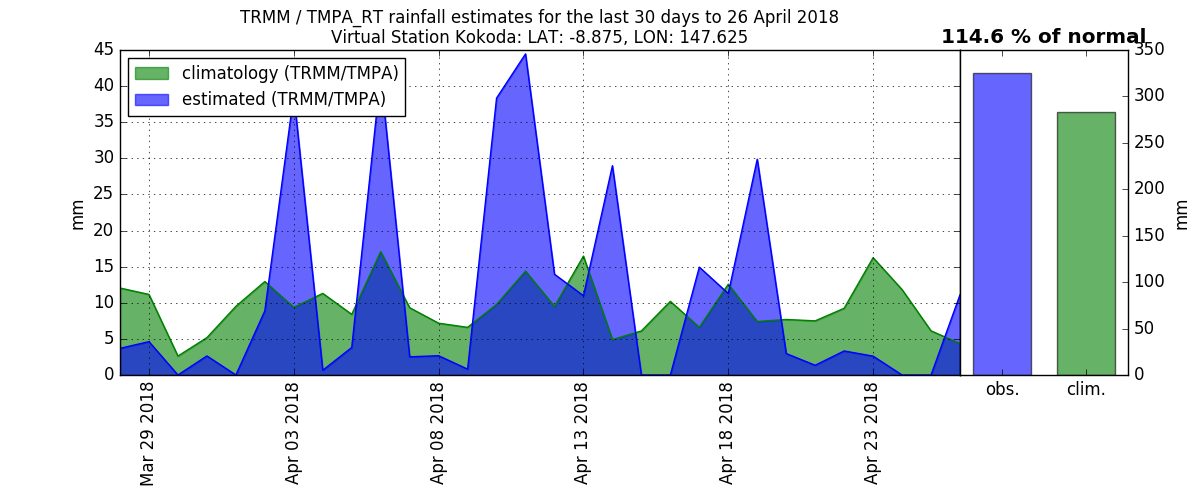 TRMM / TMPA_RT rainfall estimates for the last 30 days to 26 April 2018
Virtual Station Kokoda: LAT: -8.875, LON: 147.625
114.6 % of normal
climatology (TRMM/TMPA)
estimated (TRMM/TMPA)
mm
45
40
35
30
25
20
15
10
5
0
Mar 29 2018
Apr 03 2018
Apr 08 2018
Apr 13 2018
Apr 18 2018
Apr 23 2018
obs.
clim.
350
300
250
200
150
100
50
0
mm